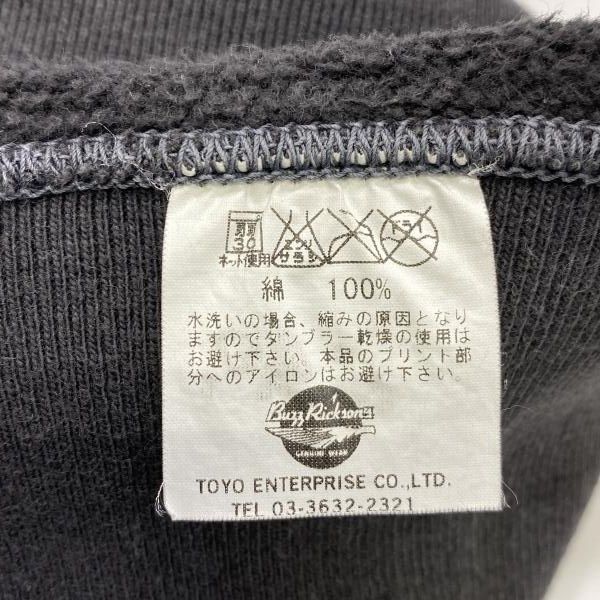 弱
30
ネット使用
エンソ
サラシ
ドライ
綿 100%
水洗いの場合、縮みの原因となり
ますのでタンブラー乾燥の使用は
お避け下さい。本品のプリント部
分へのアイロンはお避け下さい。
Buzz Rickson's
GENUINE WEAR
TOYO ENTERPRISE CO.,LTD.
TEL 03-3632-2321